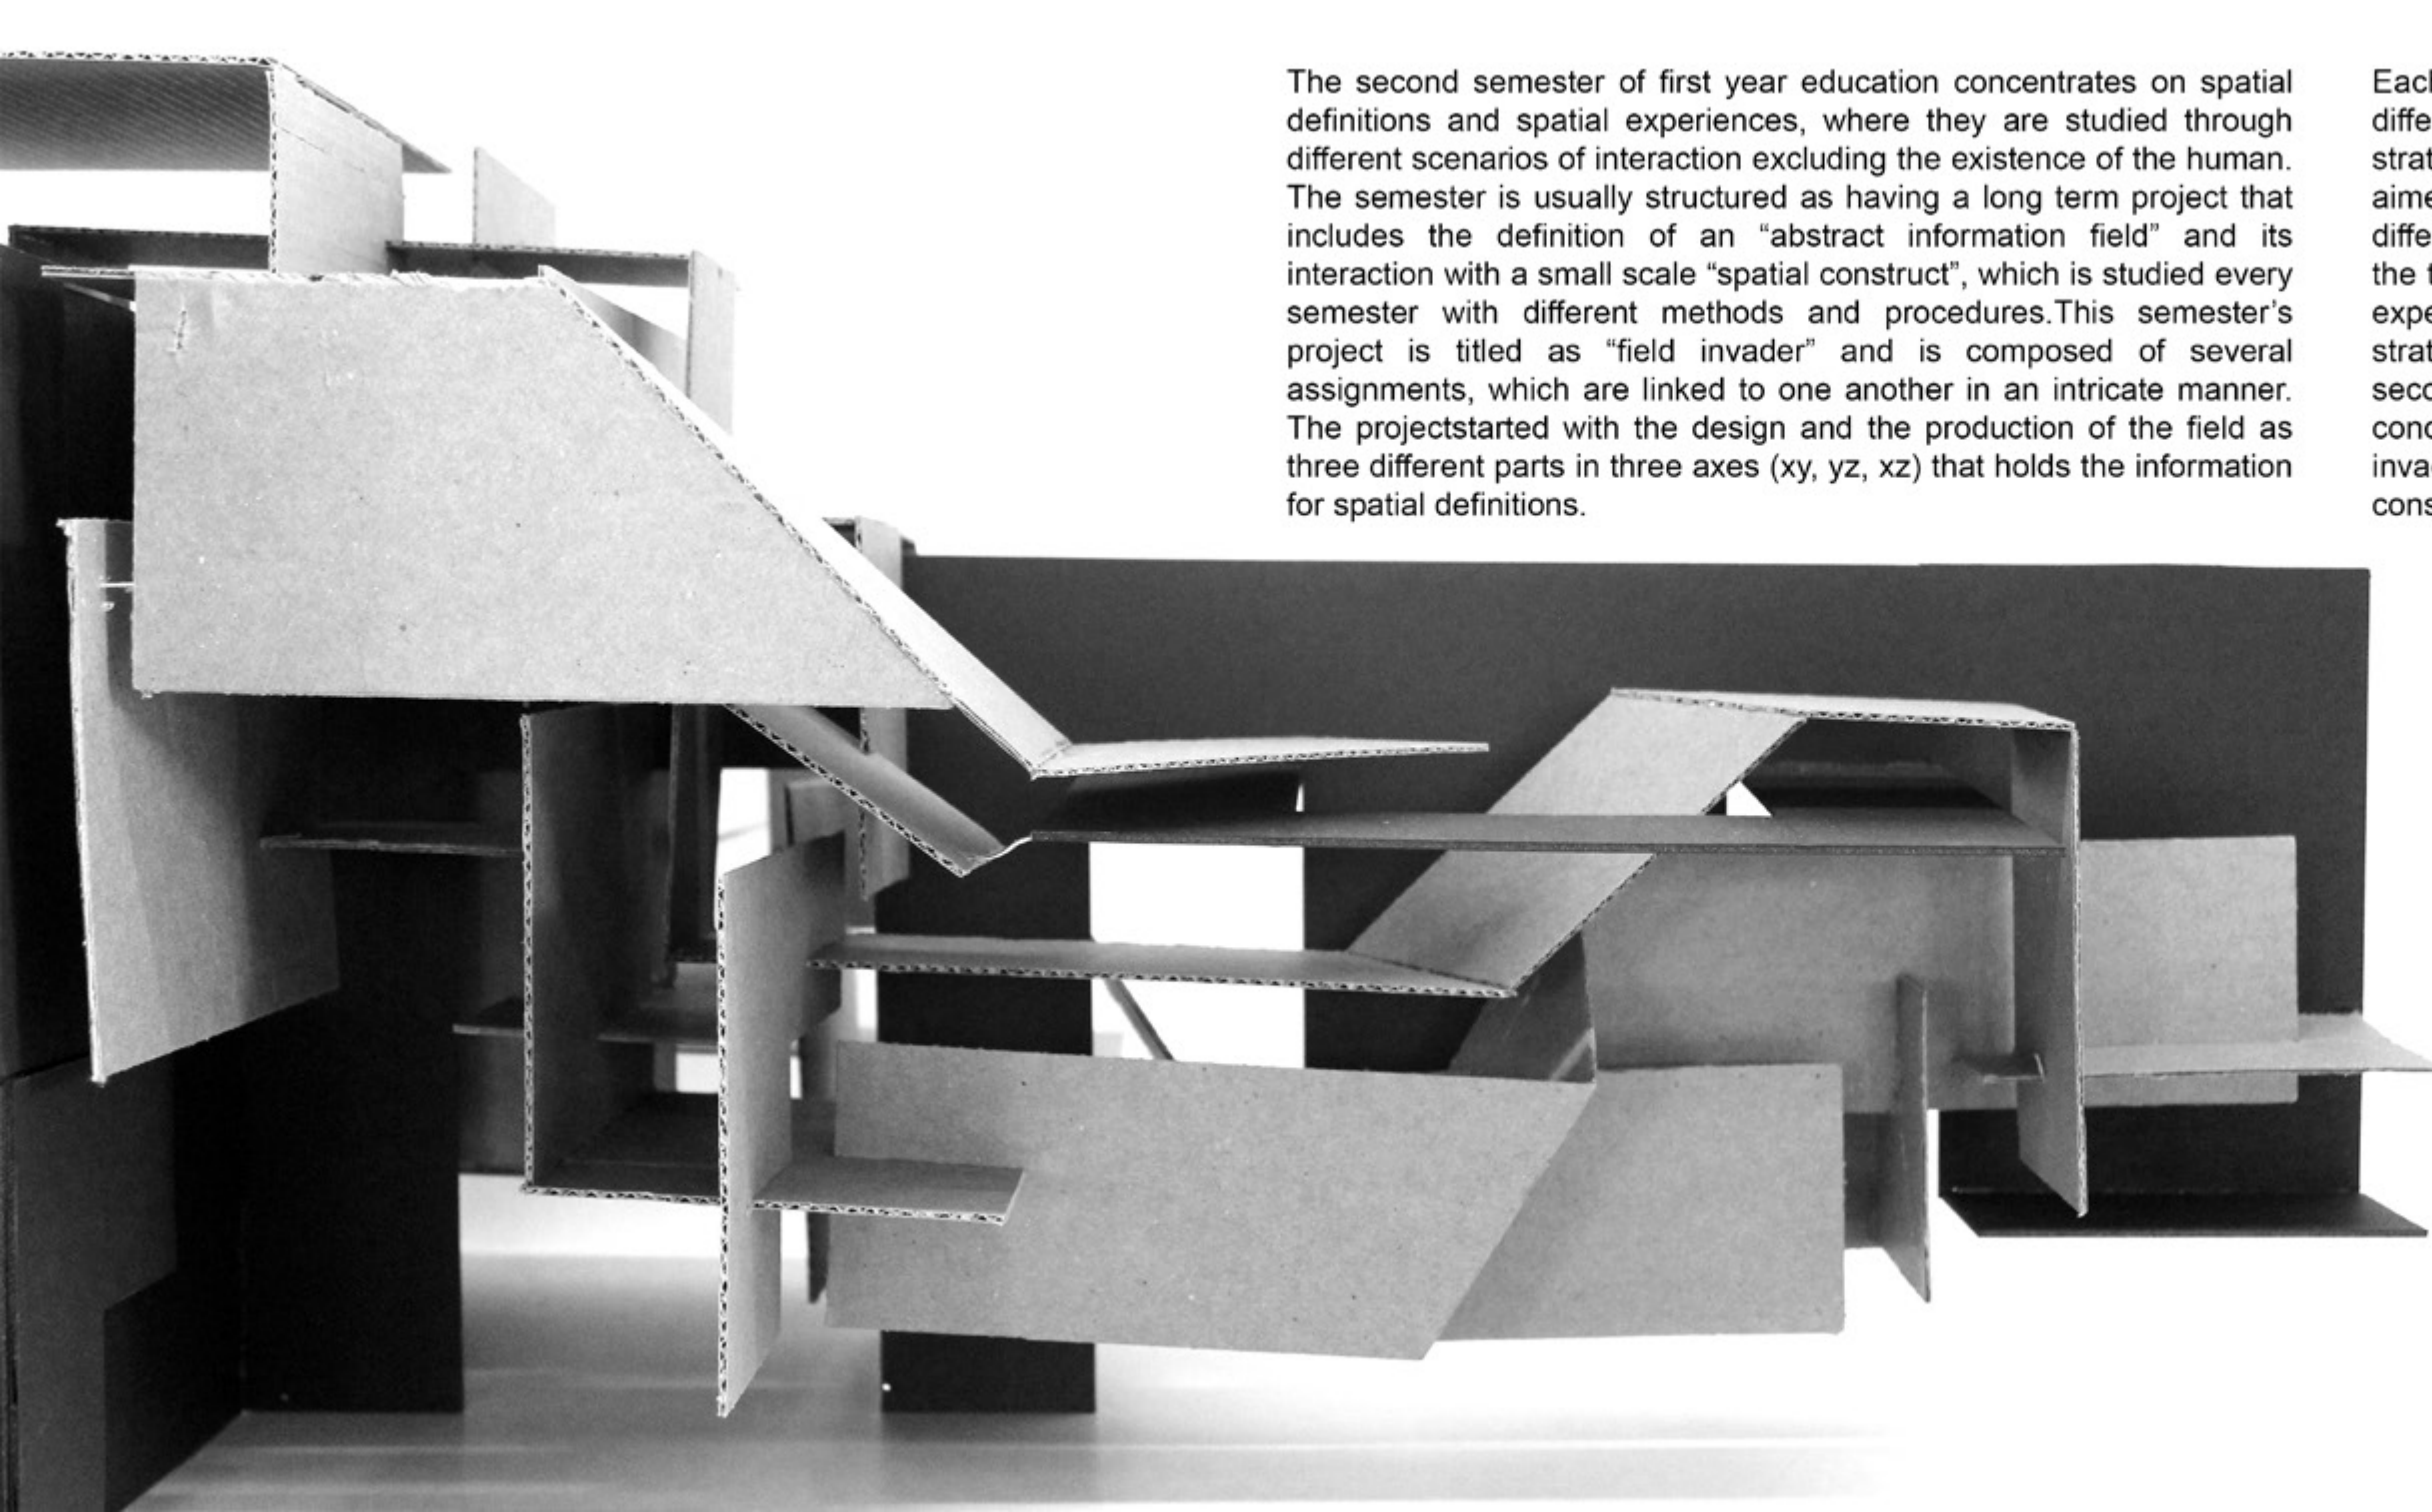 The second semester of first year education concentrates on spatial
definitions and spatial experiences, where they are studied through
different scenarios of interaction excluding the existence of the human.
The semester is usually structured as having a long term project that
includes the definition of an “abstract information field” and its
interaction with a small scale “spatial construct”, which is studied every
semester with different methods and procedures.This semester’s
project is titled as “field invader” and is composed of several
assignments, which are linked to one another in an intricate manner.
The projectstarted with the design and the production of the field as
three different parts in three axes (xy, yz, xz) that holds the information
for spatial definitions.